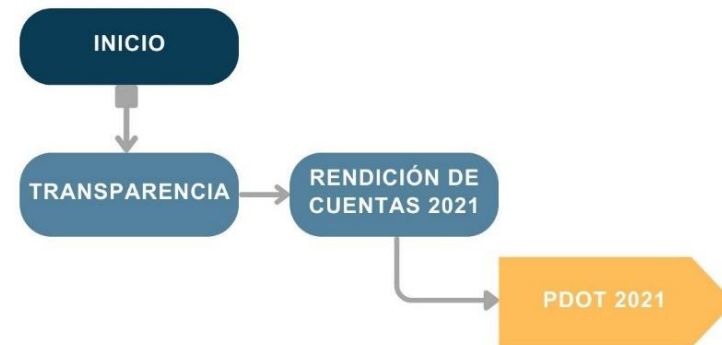 INICIO
TRANSPARENCIA
RENDICIÓN DE
CUENTAS 2021
PDOT 2021